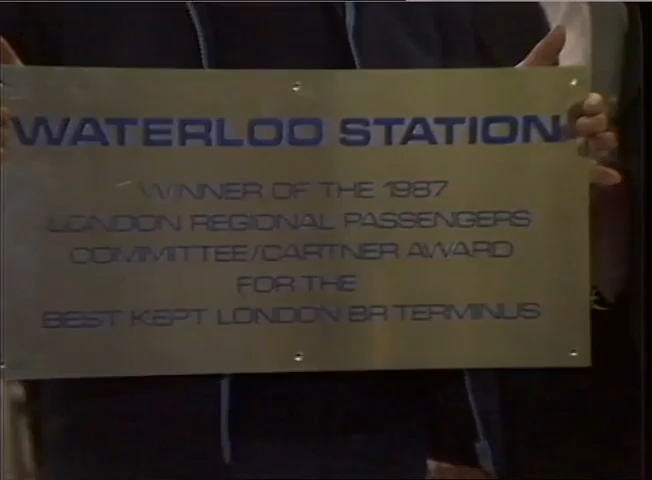 WATERLOO STATION
WINNER OF THE 1987
LONDON REGIONAL PASSENGERS
COMMITTEE/CARTNER AWARD
FOR THE
BEST KEPT LONDON BR TERMINUS